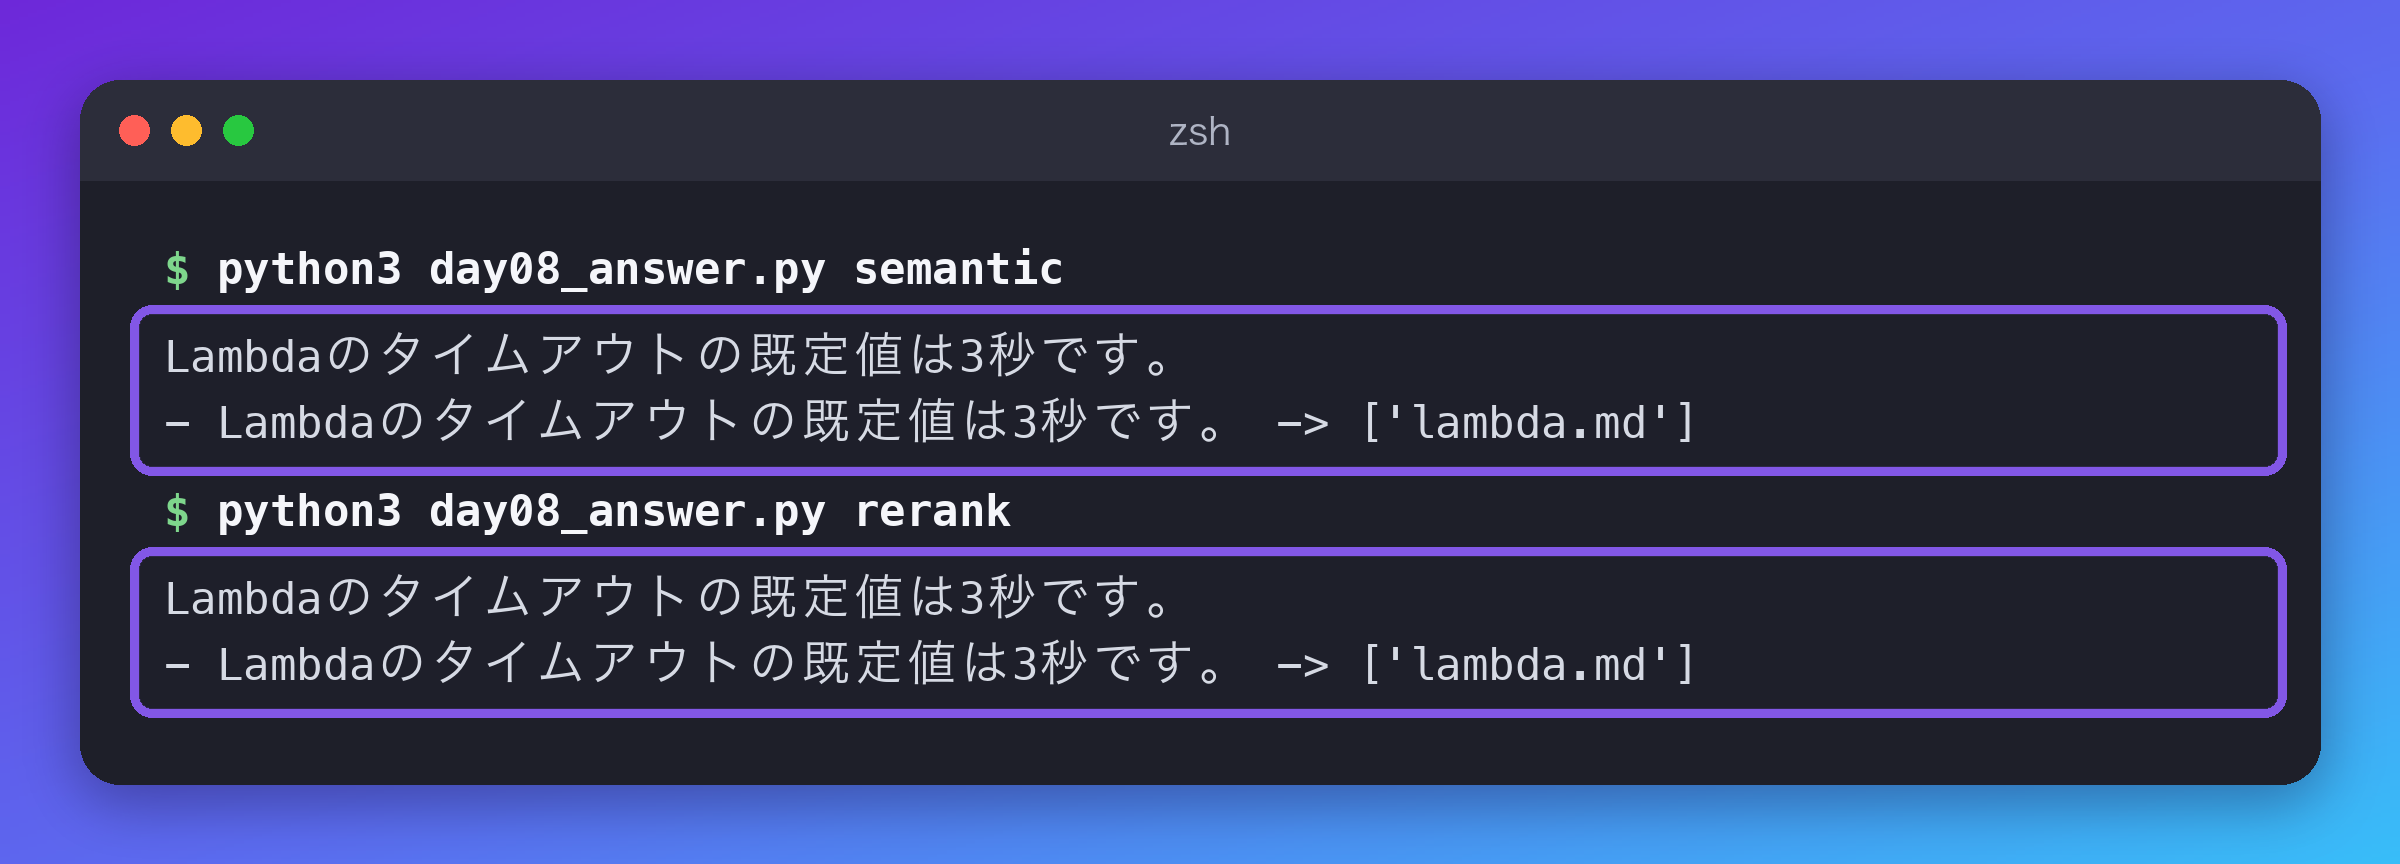 zsh
$ python3 day08_answer.py semantic
Lambdaのタイムアウトの既定値は3秒です。
- Lambdaのタイムアウトの既定値は3秒です。 -> ['lambda.md']
$ python3 day08_answer.py rerank
Lambdaのタイムアウトの既定値は3秒です。
- Lambdaのタイムアウトの既定値は3秒です。 -> ['lambda.md']